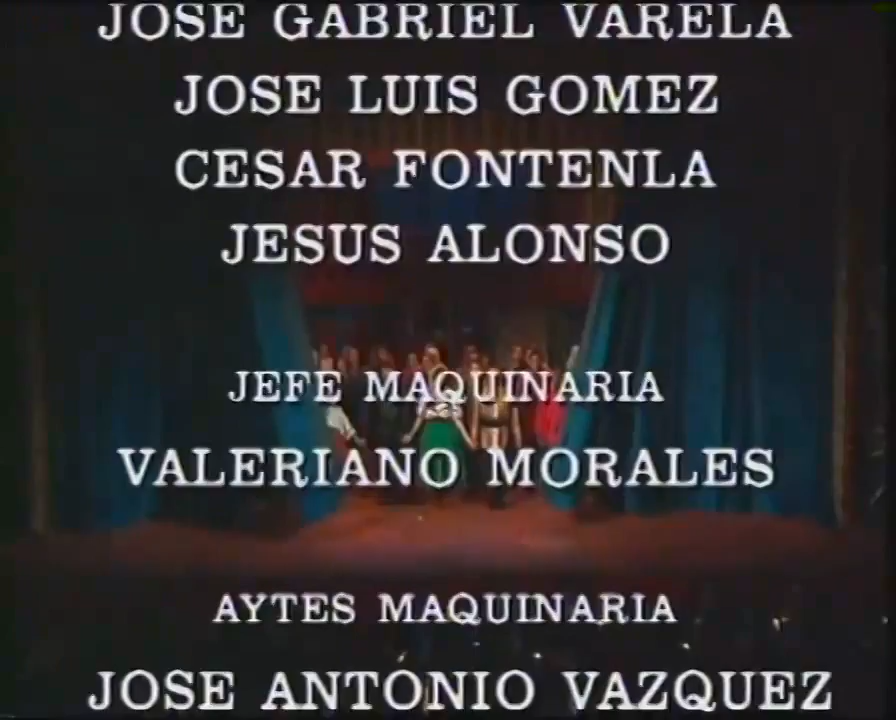 JOSE GABRIEL VARELA
JOSE LUIS GOMEZ
CESAR FONTENLA
JESUS ALONSO
JEFE MAQUINARIA
VALERIANO MORALES
AYTES MAQUINARIA
JOSE ANTONIO VAZQUEZ